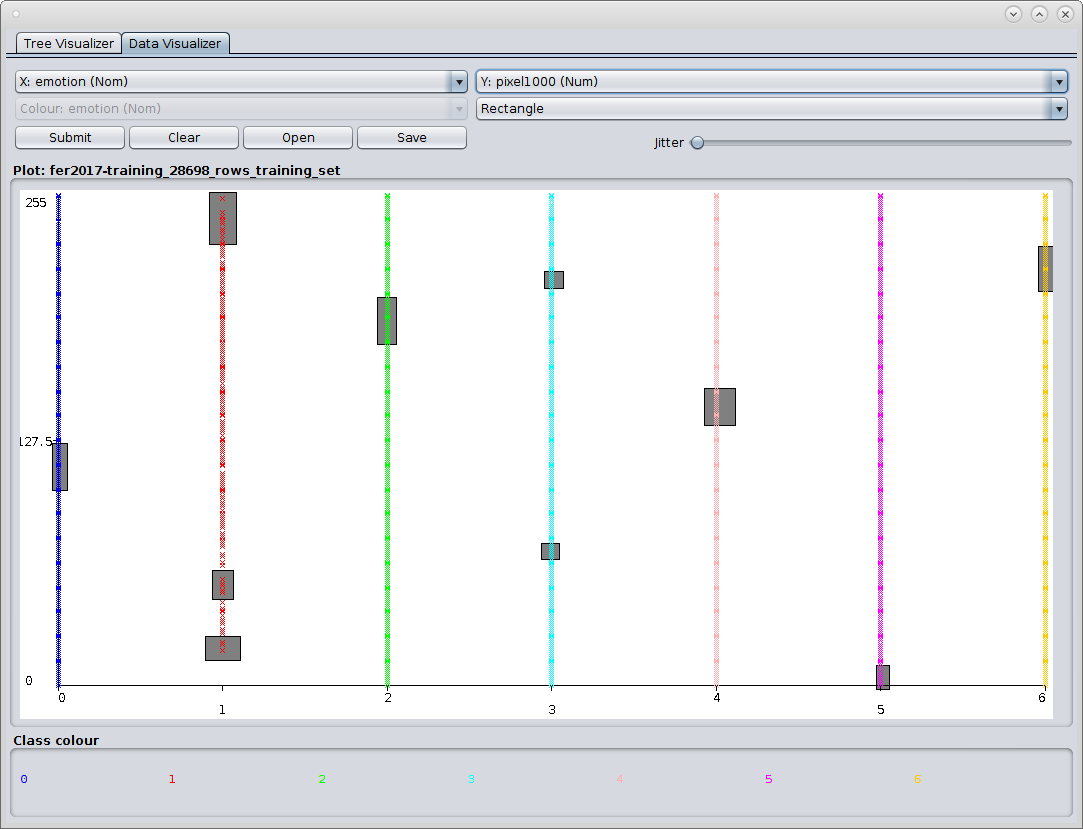 Tree Visualizer Data Visualizer
X: emotion (Nom) Y: pixel1000 (Num)
Colour: emotion (Nom) Rectangle
Submit Clear Open Save Jitter
Plot: fer2017-training_28698_rows_training_set
255
127.5
0
0 1 2 3 4 5 6
Class colour
0 1 2 3 4 5 6